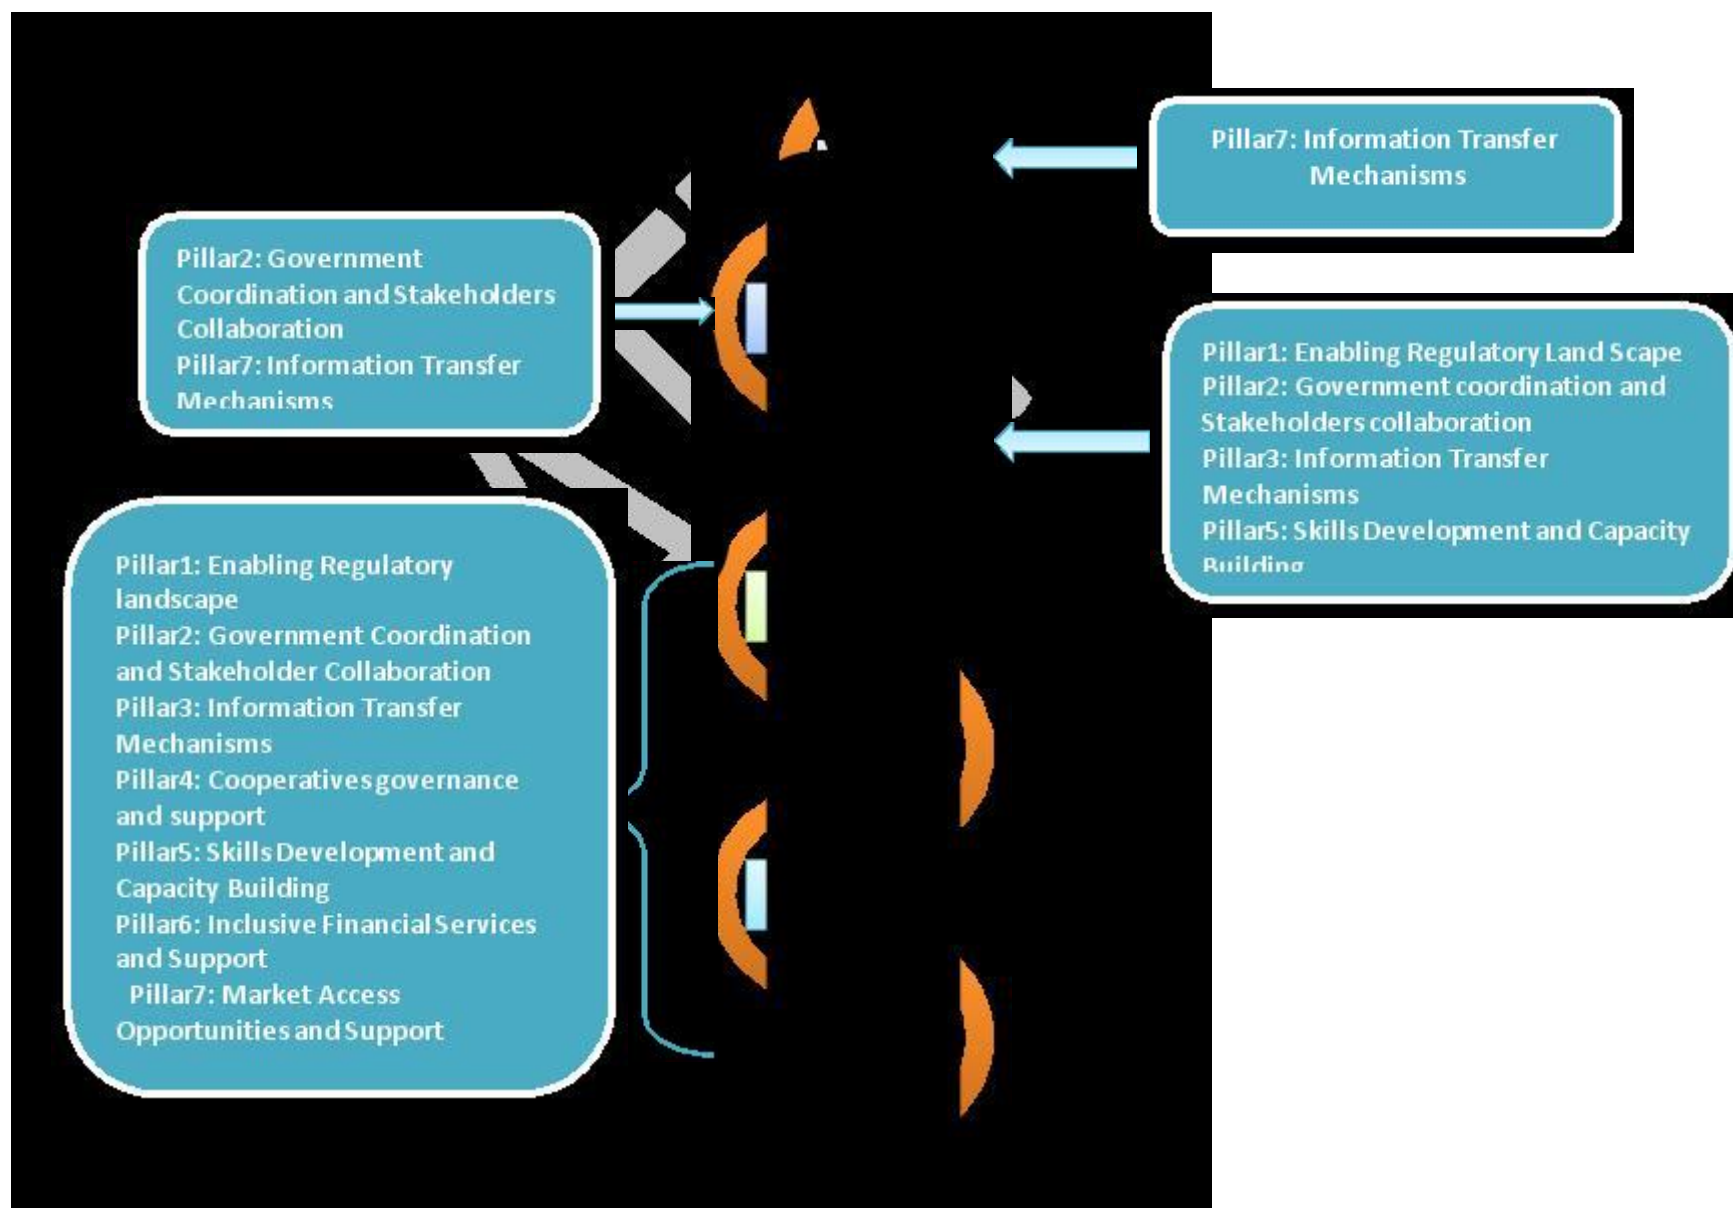 Pillar7: Information Transfer
Mechanisms
Pillar2: Government
Coordination and Stakeholders
Collaboration
Pillar7: Information Transfer
Mechanisms
Pillar1: Enabling Regulatory Land Scape
Pillar2: Government coordination and
Stakeholders collaboration
Pillar3: Information Transfer
Mechanisms
Pillar5: Skills Development and Capacity
Building
Pillar1: Enabling Regulatory
landscape
Pillar2: Government Coordination
and Stakeholder Collaboration
Pillar3: Information Transfer
Mechanisms
Pillar4: Cooperatives governance
and support
Pillar5: Skills Development and
Capacity Building
Pillar6: Inclusive Financial Services
and Support
Pillar7: Market Access
Opportunities and Support